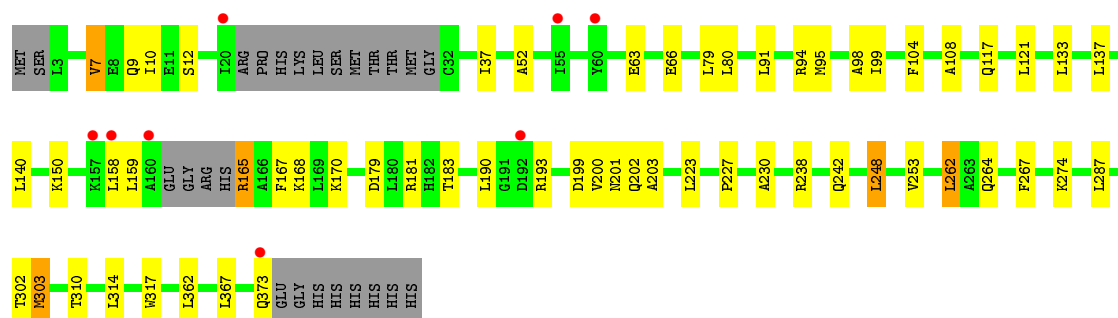 MET SER L3 V7 E8 Q9 I10 E11 S12 I20 ARG PRO HIS LYS LEU SER MET THR THR MET GLY C32 I37 A52 I55 Y60 E63 E66 L79 L80 L91 R94 M95 A98 I99 F104 A108 Q117 L121 L133 L137
L140 K150 K157 L158 L159 A160 GLU GLY ARG HIS R165 A166 F167 K168 L169 K170 D179 L180 R181 H182 T183 L190 G191 D192 R193 D199 V200 N201 Q202 A203 L223 P227 A230 R238 Q242 L248 V253 L262 A263 Q264 F267 K274 L287
T302 M303 T310 L314 W317 L362 L367 Q373 GLU GLY HIS HIS HIS HIS HIS HIS